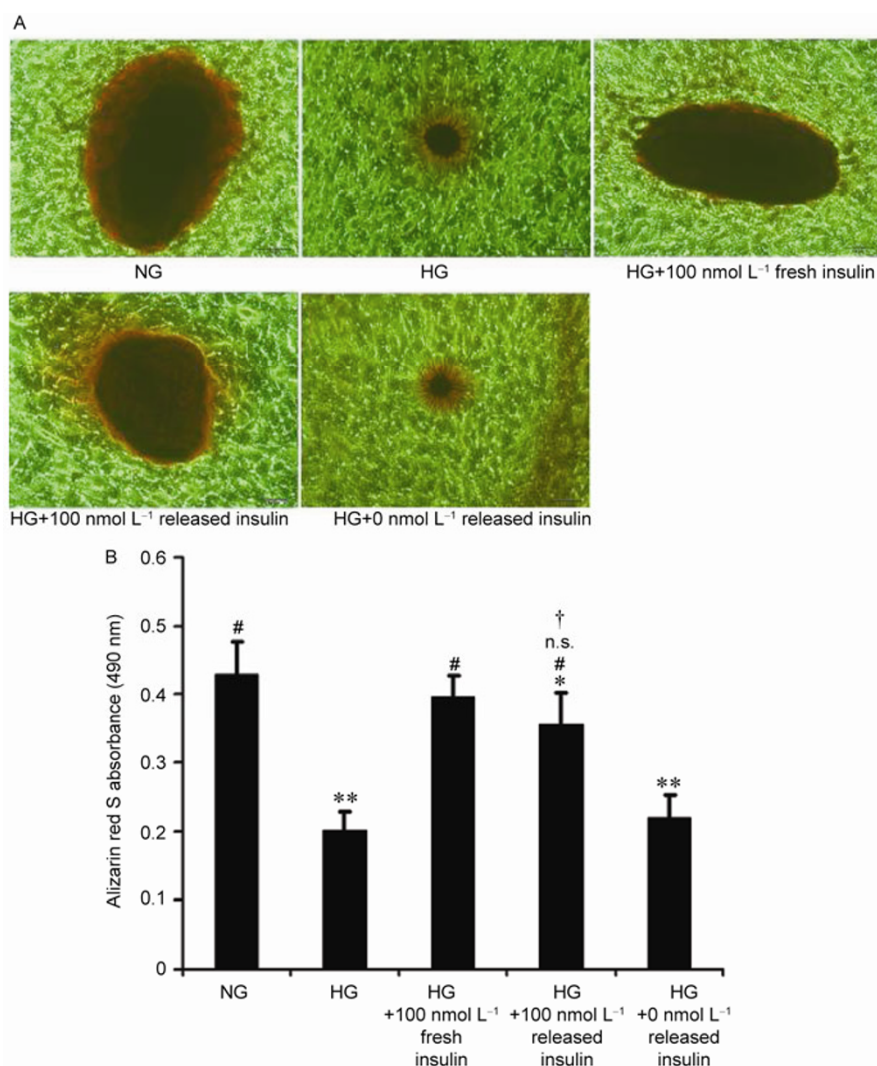 A
NG
HG
HG+100 nmol L⁻¹ fresh insulin
HG+100 nmol L⁻¹ released insulin
HG+0 nmol L⁻¹ released insulin
B
Alizarin red S absorbance (490 nm)
0.6
0.5
0.4
0.3
0.2
0.1
0
#
**
#
†
n.s.
#
*
**
NG
HG
HG
+100 nmol L⁻¹
fresh
insulin
HG
+100 nmol L⁻¹
released
insulin
HG
+0 nmol L⁻¹
released
insulin